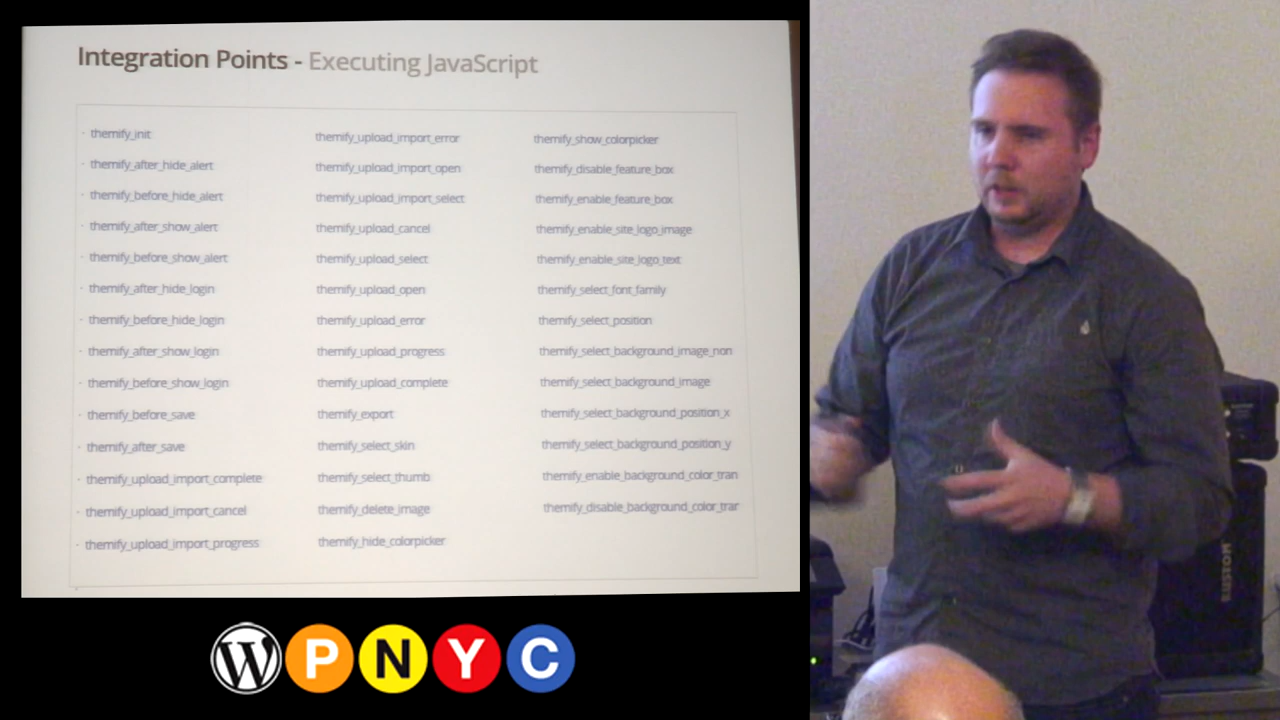 Integration Points - Executing JavaScript
themify_init
themify_after_hide_alert
themify_before_hide_alert
themify_after_show_alert
themify_before_show_alert
themify_after_hide_login
themify_before_hide_login
themify_after_show_login
themify_before_show_login
themify_before_save
themify_after_save
themify_upload_import_complete
themify_upload_import_cancel
themify_upload_import_progress
themify_upload_import_error
themify_upload_import_open
themify_upload_import_select
themify_upload_cancel
themify_upload_select
themify_upload_open
themify_upload_error
themify_upload_progress
themify_upload_complete
themify_export
themify_select_skin
themify_select_thumb
themify_delete_image
themify_hide_colorpicker
themify_show_colorpicker
themify_disable_feature_box
themify_enable_feature_box
themify_enable_site_logo_image
themify_enable_site_logo_text
themify_select_font_family
themify_select_position
themify_select_background_image_non
themify_select_background_image
themify_select_background_position_x
themify_select_background_position_y
themify_enable_background_color_tran
themify_disable_background_color_tran
W P N Y C